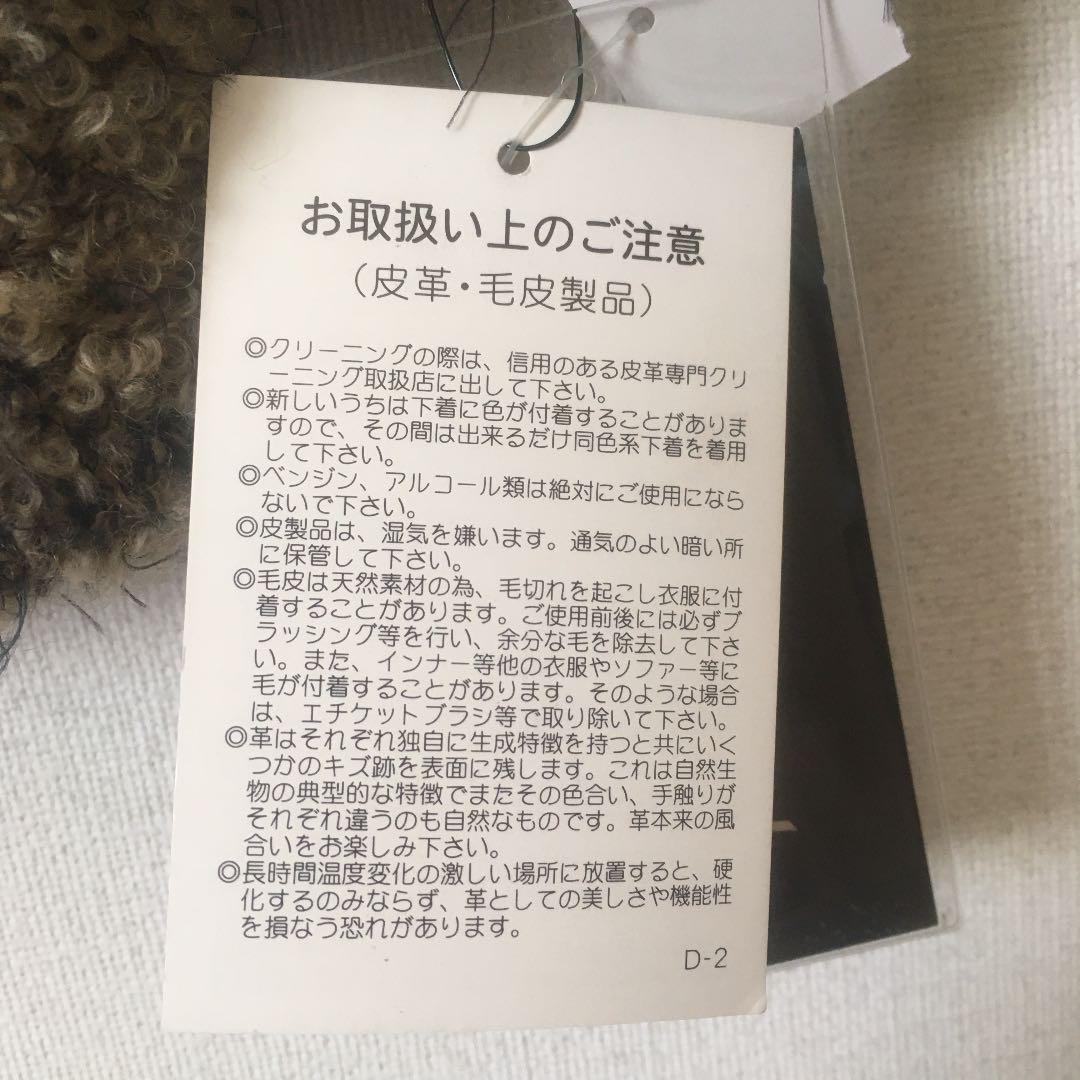 お取扱い上のご注意
(皮革・毛皮製品)
◎クリーニングの際は、信用のある皮革専門クリ
ーニング取扱店に出して下さい。
◎新しいうちは下着に色が付着することがありま
すので、その間は出来るだけ同色系下着を着用
して下さい。
◎ベンジン、アルコール類は絶対にご使用になら
ないで下さい。
◎皮製品は、湿気を嫌います。通気のよい暗い所
に保管して下さい。
◎毛皮は天然素材の為、毛切れを起こし衣服に付
着することがあります。ご使用前後には必ずブ
ラッシング等を行い、余分な毛を除去して下さ
い。また、インナー等他の衣服やソファー等に
毛が付着することがあります。そのような場合
は、エチケットブラシ等で取り除いて下さい。
◎革はそれぞれ独自に生成特徴を持つと共にいく
つかのキズ跡を表面に残します。これは自然生
物の典型的な特徴でまたその色合い、手触りが
それぞれ違うのも自然なものです。革本来の風
合いをお楽しみ下さい。
◎長時間温度変化の激しい場所に放置すると、硬
化するのみならず、革としての美しさや機能性
を損なう恐れがあります。
D-2